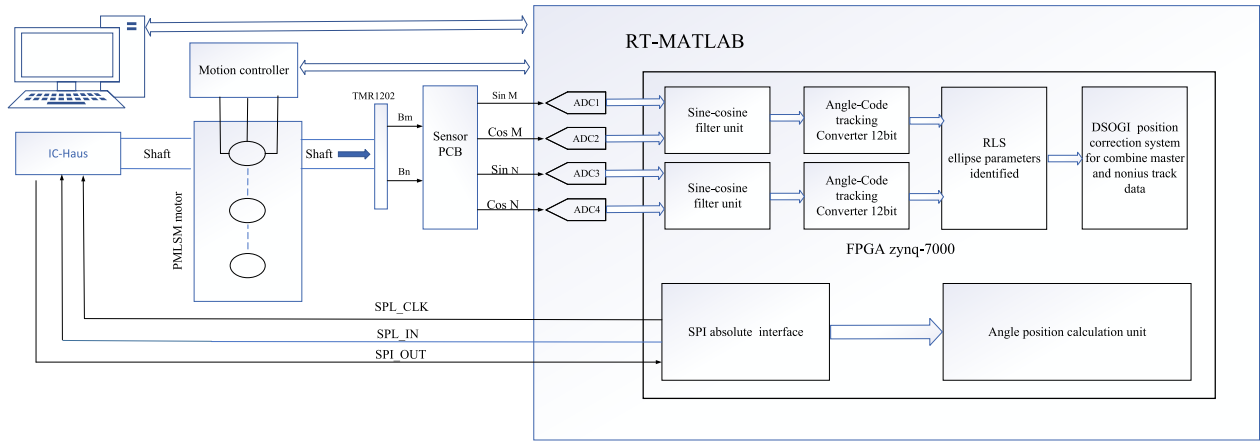 RT-MATLAB
Motion controller
TMR1202
Bm
Bn
Sensor
PCB
Sin M
Cos M
Sin N
Cos N
ADC1
ADC2
ADC3
ADC4
Sine-cosine
filter unit
Angle-Code
tracking
Converter 12bit
Sine-cosine
filter unit
Angle-Code
tracking
Converter 12bit
RLS
ellipse parameters
identified
DSOGI position
correction system
for combine master
and nonius track
data
FPGA zynq-7000
IC-Haus
Shaft
Shaft
PMLSM motor
SPL_CLK
SPL_IN
SPI_OUT
SPI absolute interface
Angle position calculation unit